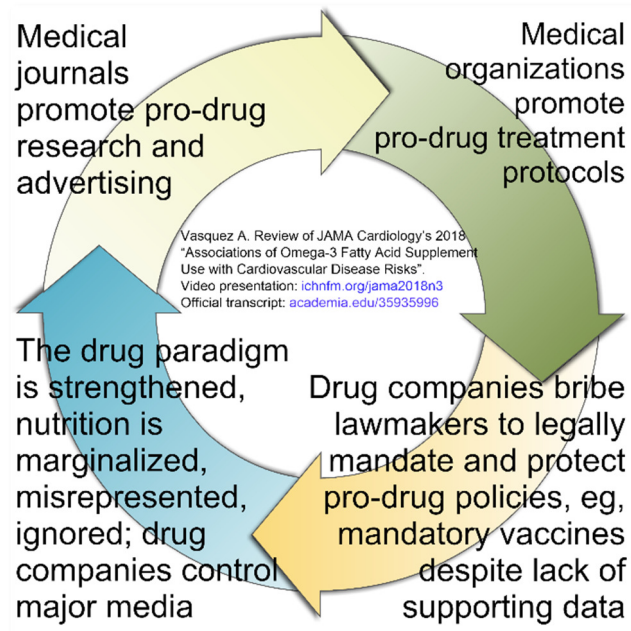 Medical
journals
promote pro-drug
research and
advertising
Medical
organizations
promote
pro-drug treatment
protocols
Vasquez A. Review of JAMA Cardiology's 2018
"Associations of Omega-3 Fatty Acid Supplement
Use with Cardiovascular Disease Risks".
Video presentation: ichnfm.org/jama2018n3
Official transcript: academia.edu/35935996
The drug paradigm
is strengthened,
nutrition is
marginalized,
misrepresented,
ignored; drug
companies control
major media
Drug companies bribe
lawmakers to legally
mandate and protect
pro-drug policies, eg,
mandatory vaccines
despite lack of
supporting data